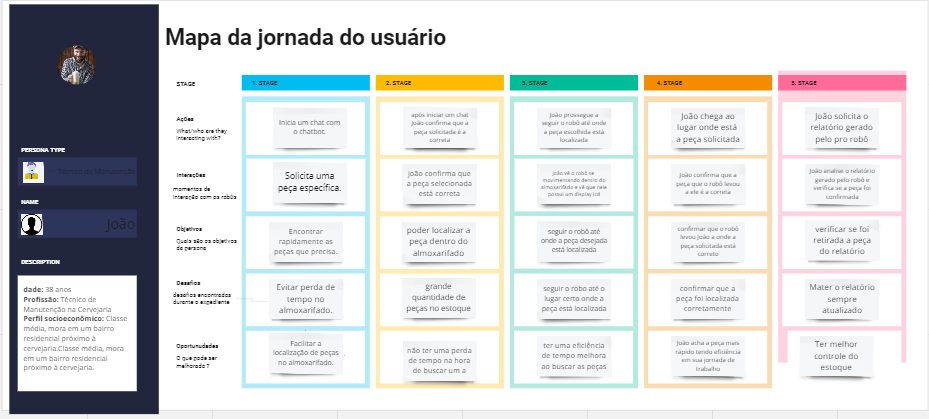 Mapa da jornada do usuário
PERSONA TYPE
Técnico de Manutenção
NAME
João
DESCRIPTION
dade: 38 anos
Profissão: Técnico de
Manutenção na Cervejaria
Perfil socioeconômico: Classe
média, mora em um bairro
residencial próximo à
cervejaria.Classe média, mora
em um bairro residencial
próximo à cervejaria.
STAGE
1. STAGE
2. STAGE
3. STAGE
4. STAGE
5. STAGE
Ações
What/who are they
interacting with?
Inicia um chat com
o chatbot.
após iniciar um chat
João confirma que a
peça solicitada é a
correta
João prossegue a
seguir o robô até onde
a peça escolhida está
localizada
João chega ao
lugar onde está
a peça solicitada
João solicita o
relatório gerado
pelo pro robô
Interações
momentos de
interação com os robôs
Solicita uma
peça específica.
joão confirma que
a peça selecionada
está correta
joão vê o robô se
movimentando dentro do
almoxarifado e vê que nele
possui um display lcd
João confirma que a
peça que o robô levou
a ele é a correta
João analise o relatório
gerado pelo robô e
verifica se a peça foi
confirmada
Objetivos
Quais são os objetivos
da persona
Encontrar
rapidamente as
peças que precisa.
poder localizar a
peça dentro do
almoxarifado
seguir o robô até
onde a peça desejada
está localizada
confirmar que o robô
levou João a onde a
peça solicitada está
correto
verificar se foi
retirada a peça
do relatório
Desafios
desafios encontrados
durante o expediente
Evitar perda de
tempo no
almoxarifado.
grande
quantidade de
peças no estoque
seguir o robo até o
lugar certo onde a
peça está localizada
confirmar que a
peça foi localizada
corretamente
Mater o relatório
sempre
atualizado
Oportunudades
O que pode ser
melhorado ?
Facilitar a
localização de peças
no almoxarifado.
não ter uma perda
de tempo na hora
de buscar um a
ter uma eficiência
de tempo melhora
ao buscar as peças
João acha a peça mais
rápido tendo eficiência
em sua jornada de
trabalho
Ter melhor
controle do
estoque